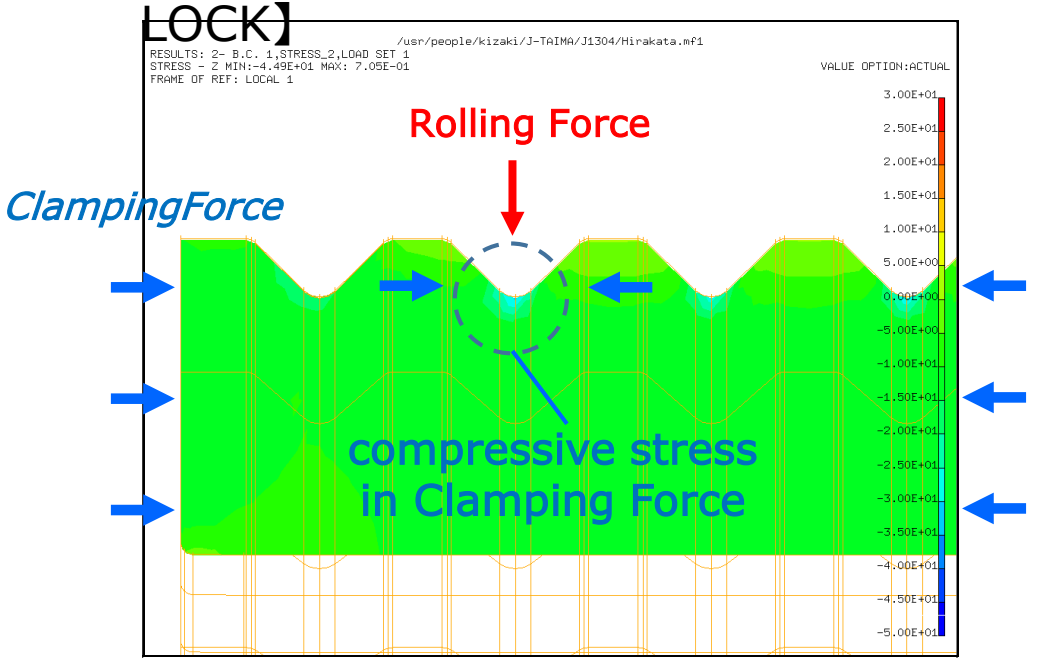 LOCK】
/usr/people/kizaki/J-TAIMA/J1304/Hirakata.mf1
RESULTS: 2- B.C. 1,STRESS_2,LOAD SET 1
STRESS - Z MIN:-4.49E+01 MAX: 7.05E-01
VALUE OPTION:ACTUAL
FRAME OF REF: LOCAL 1
3.00E+01
Rolling Force
2.50E+01
2.00E+01
1.50E+01
ClampingForce
1.00E+01
5.00E+00
0.00E+00
-5.00E+00
-1.00E+01
-1.50E+01
-2.00E+01
compressive stress
in Clamping Force
-2.50E+01
-3.00E+01
-3.50E+01
-4.00E+01
-4.50E+01
-5.00E+01